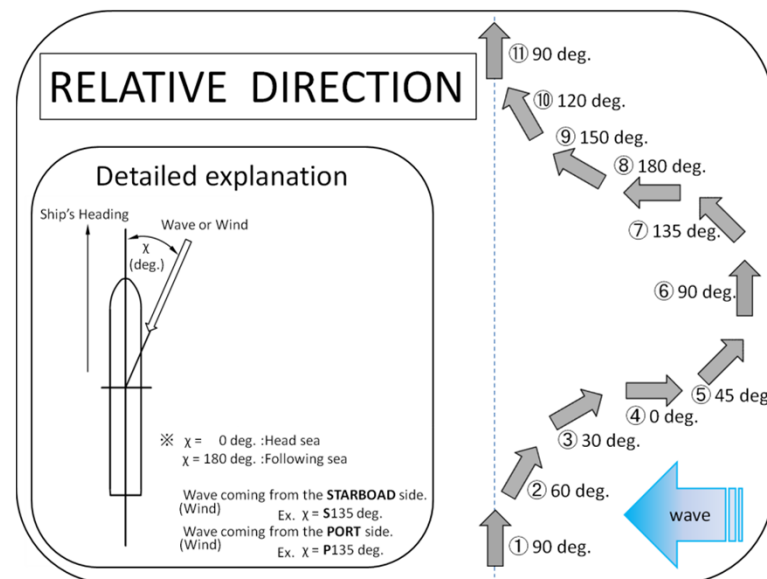 RELATIVE DIRECTION
Detailed explanation
Ship's Heading
Wave or Wind
χ
(deg.)
※ χ = 0 deg. :Head sea
χ = 180 deg. :Following sea
Wave coming from the STARBOAD side.
(Wind) Ex. χ = S135 deg.
Wave coming from the PORT side.
(Wind) Ex. χ = P135 deg.
⑪ 90 deg.
⑩ 120 deg.
⑨ 150 deg.
⑧ 180 deg.
⑦ 135 deg.
⑥ 90 deg.
⑤ 45 deg.
④ 0 deg.
③ 30 deg.
② 60 deg.
wave
① 90 deg.